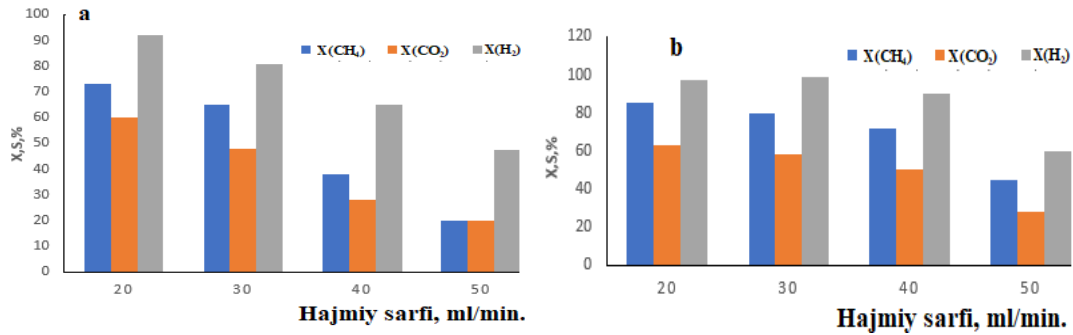 a
X(CH₄) X(CO₂) X(H₂)
X,S,%
100
90
80
70
60
50
40
30
20
10
0
20 30 40 50
Hajmiy sarfi, ml/min.
b
X(CH₄) X(CO₂) X(H₂)
X,S,%
120
100
80
60
40
20
0
20 30 40 50
Hajmiy sarfi, ml/min.